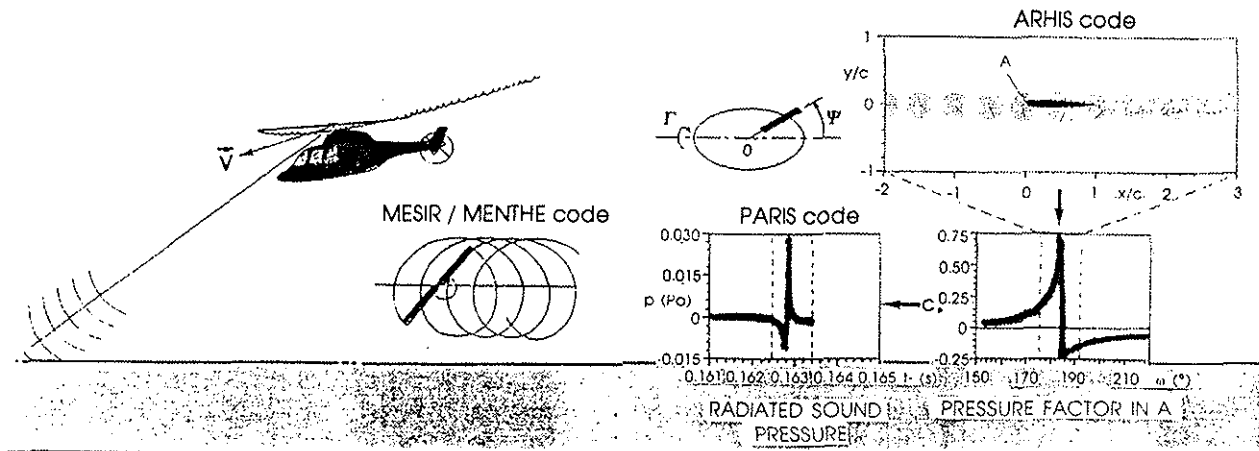 ARHIS code
1
y/c
0
-1
A
-2 -1 0 1 x/c 2 3
Γ
0
Ψ
V
MESIR / MENTHE code
PARIS code
0.030
0.015
p (Pa)
0
-0.015
0.161 0.162 0.163 0.164 0.165 t (s)
RADIATED SOUND
PRESSURE
0.75
0.50
0.25
0
-0.25
150 170 190 210 (°)
PRESSURE FACTOR IN A